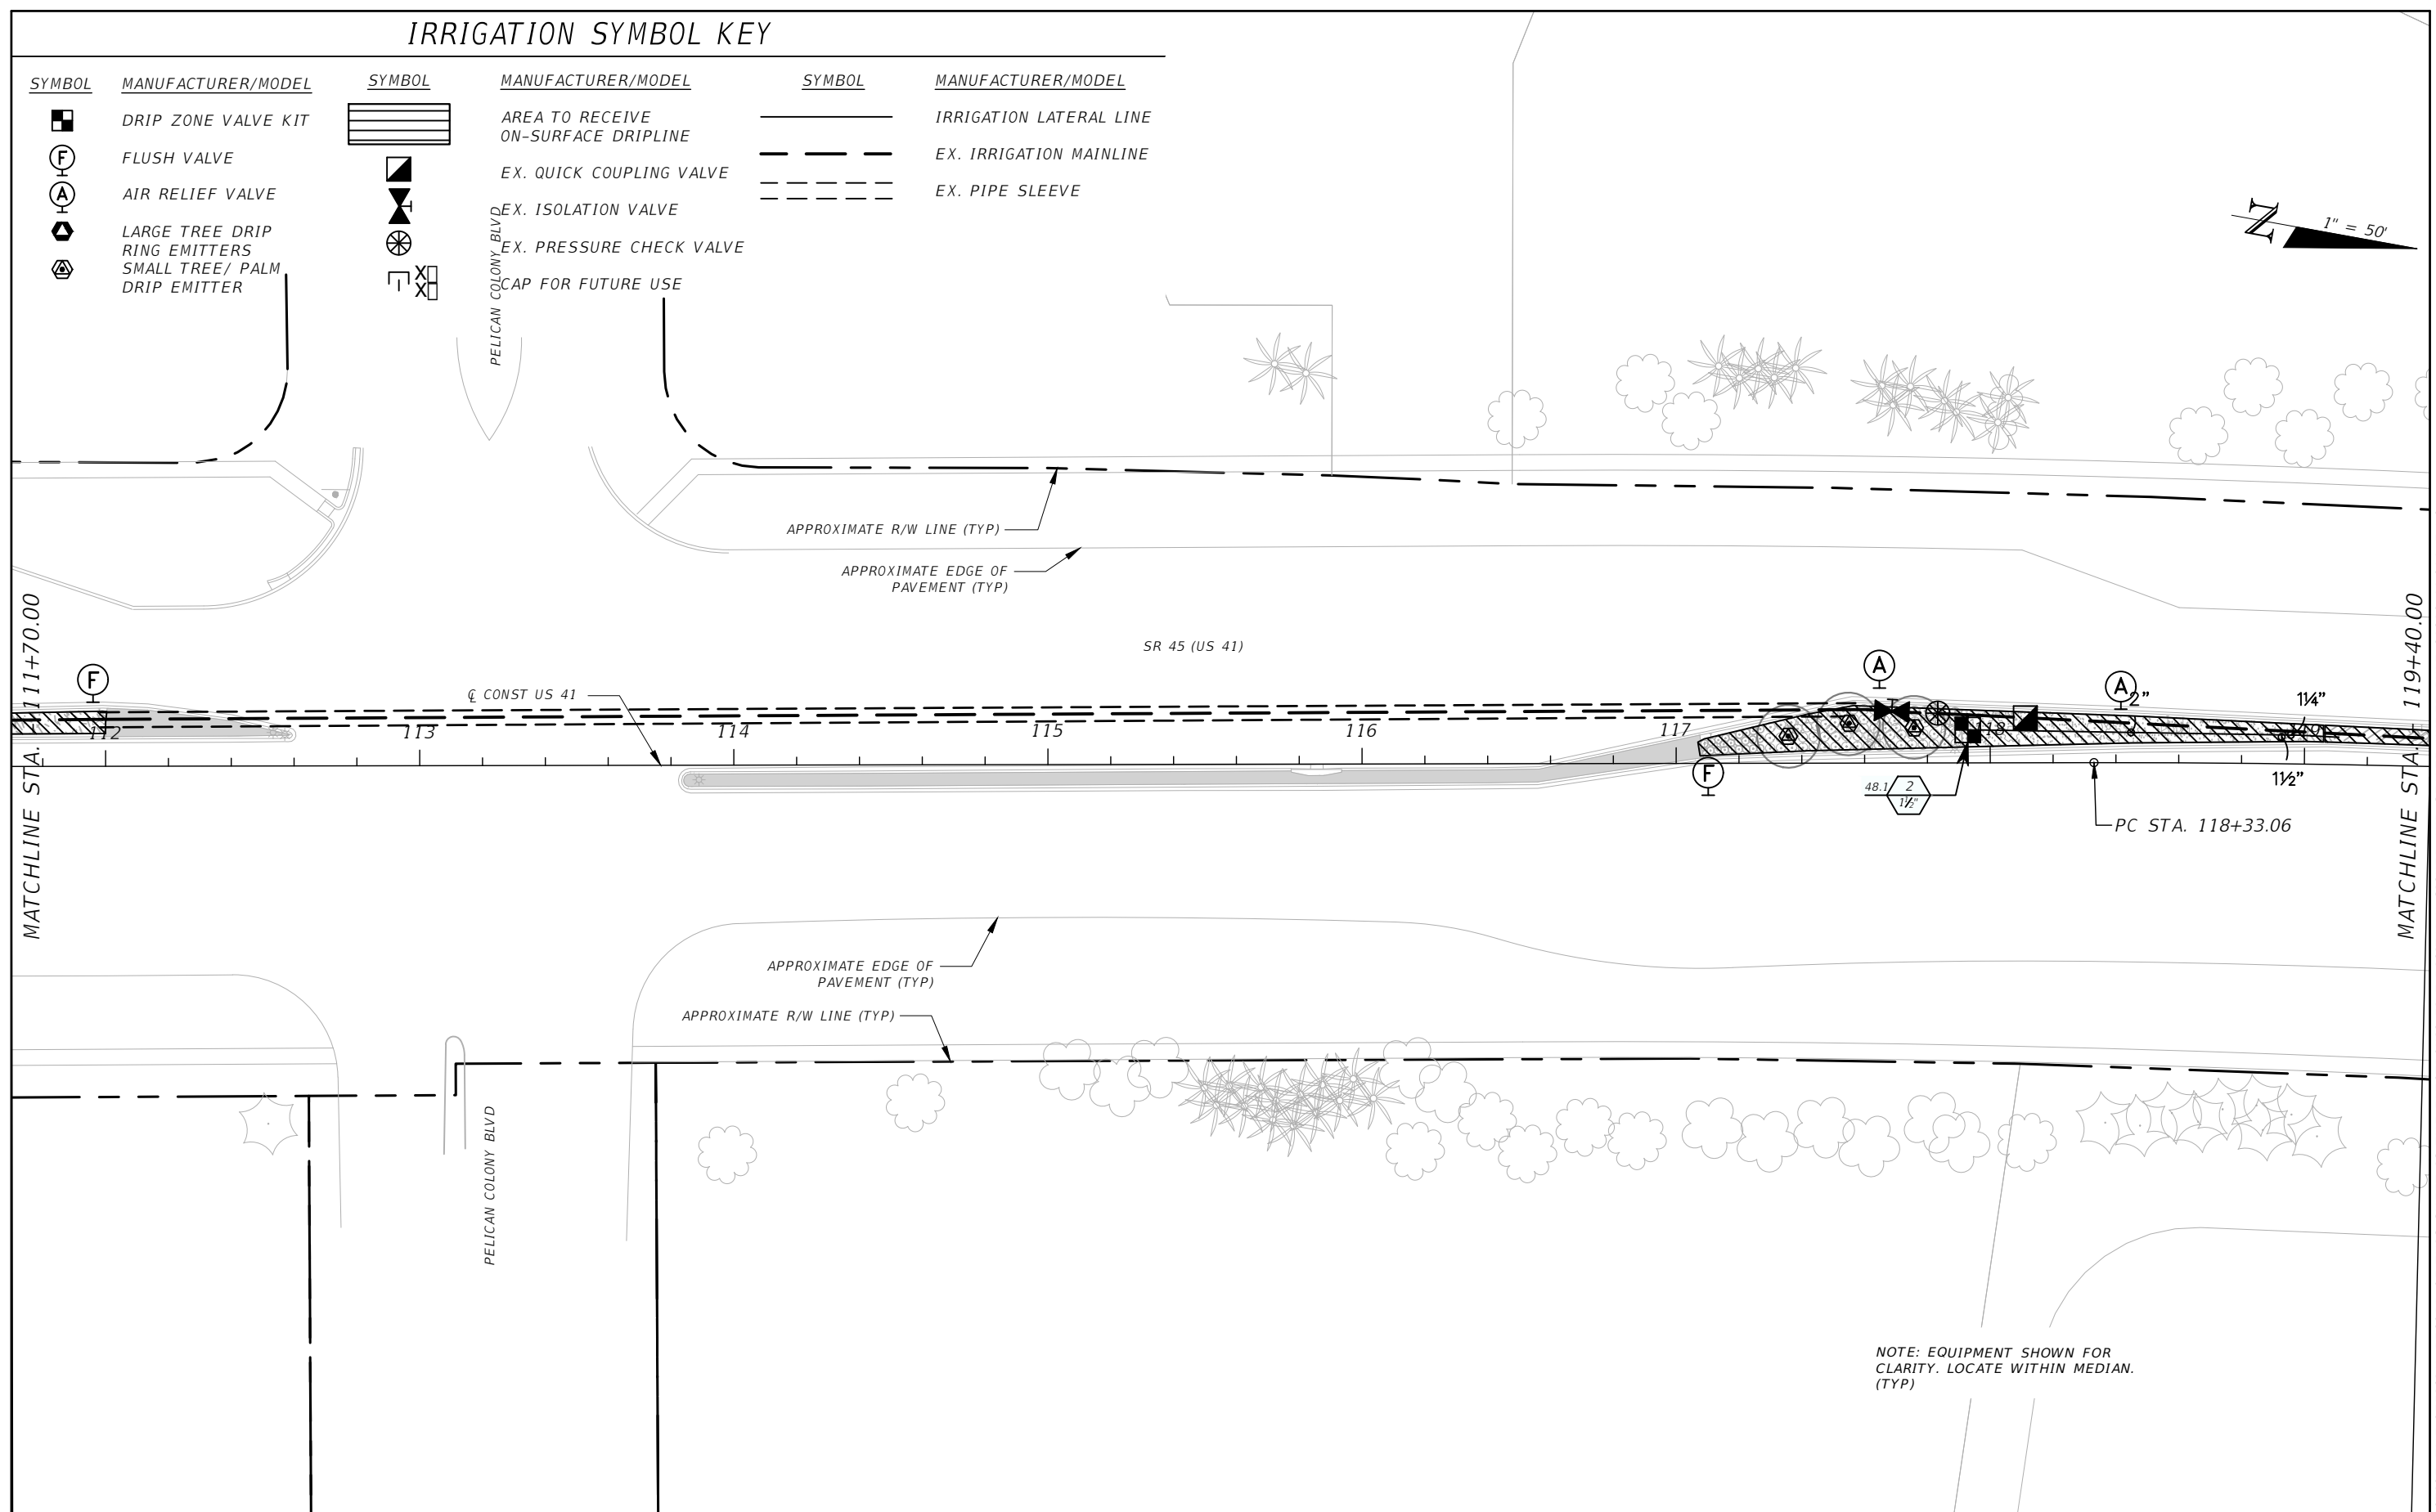 IRRIGATION SYMBOL KEY
SYMBOL MANUFACTURER/MODEL
DRIP ZONE VALVE KIT
F FLUSH VALVE
A AIR RELIEF VALVE
LARGE TREE DRIP
RING EMITTERS
SMALL TREE/ PALM
DRIP EMITTER
SYMBOL MANUFACTURER/MODEL
AREA TO RECEIVE
ON-SURFACE DRIPLINE
EX. QUICK COUPLING VALVE
EX. ISOLATION VALVE
EX. PRESSURE CHECK VALVE
X▯
X▯
CAP FOR FUTURE USE
SYMBOL MANUFACTURER/MODEL
IRRIGATION LATERAL LINE
EX. IRRIGATION MAINLINE
EX. PIPE SLEEVE
PELICAN COLONY BLVD
N
1" = 50'
APPROXIMATE R/W LINE (TYP)
APPROXIMATE EDGE OF
PAVEMENT (TYP)
SR 45 (US 41)
MATCHLINE STA. 111+70.00
MATCHLINE STA. 119+40.00
F
℄ CONST US 41
A
A
2"
1¼"
112 113 114 115 116 117 118
F
48.1
2
1½"
1½"
PC STA. 118+33.06
APPROXIMATE EDGE OF
PAVEMENT (TYP)
APPROXIMATE R/W LINE (TYP)
PELICAN COLONY BLVD
NOTE: EQUIPMENT SHOWN FOR
CLARITY. LOCATE WITHIN MEDIAN.
(TYP)